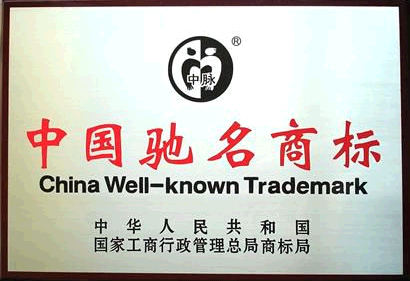 ®
中脉
中国驰名商标
China Well-known Trademark
中华人民共和国
国家工商行政管理总局商标局